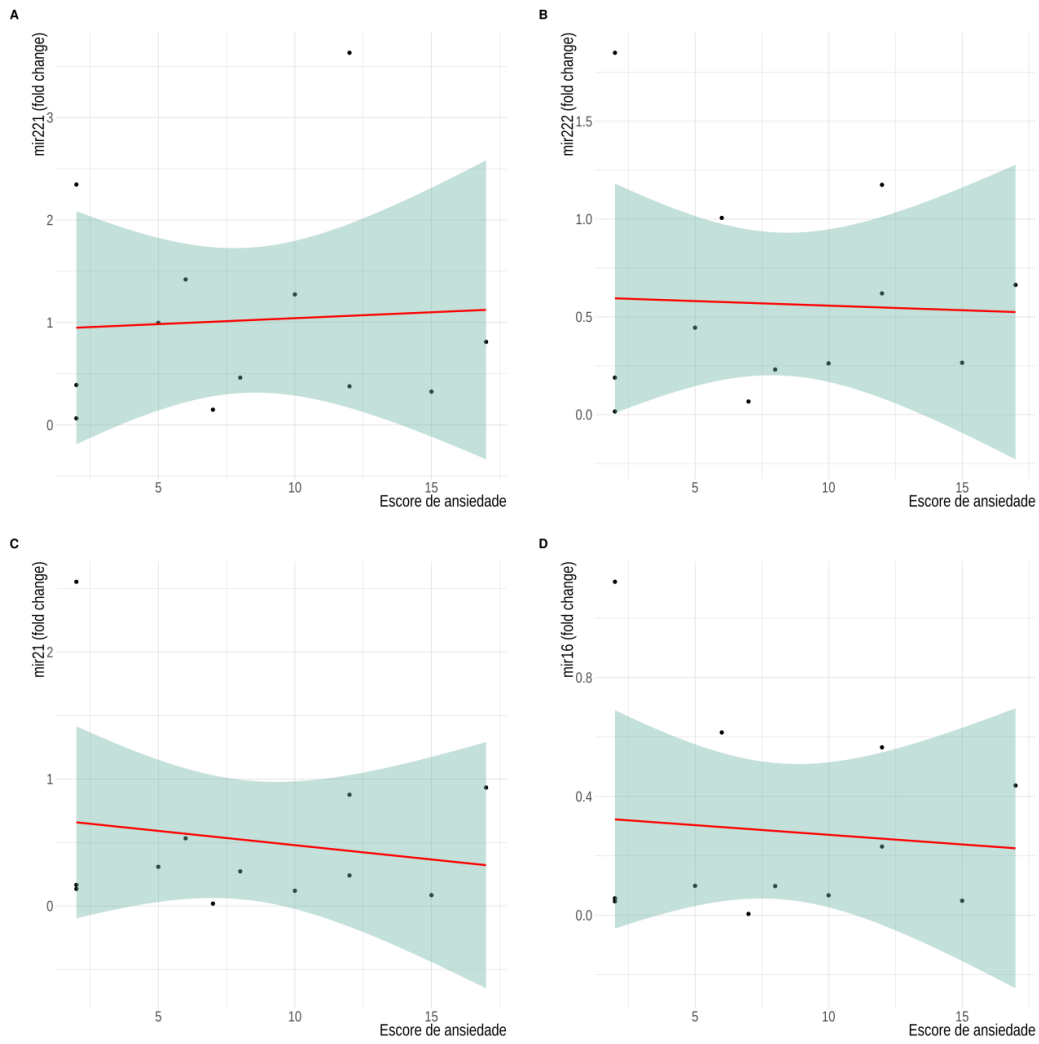 A
mir221 (fold change)
3
2
1
0
5 10 15
Escore de ansiedade
B
mir222 (fold change)
1.5
1.0
0.5
0.0
5 10 15
Escore de ansiedade
C
mir21 (fold change)
2
1
0
5 10 15
Escore de ansiedade
D
mir16 (fold change)
0.8
0.4
0.0
5 10 15
Escore de ansiedade